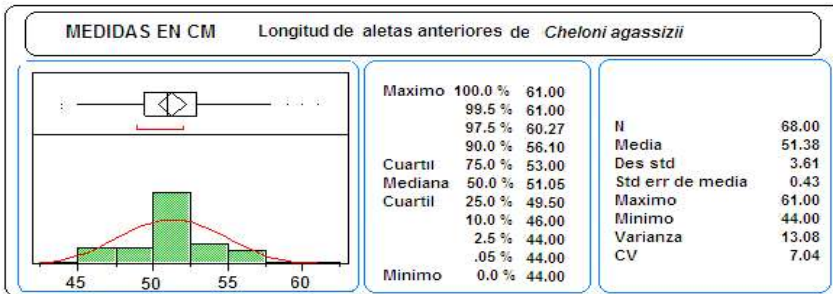 MEDIDAS EN CM Longitud de aletas anteriores de Cheloni agassizii
45 50 55 60
Maximo 100.0 % 61.00
99.5 % 61.00
97.5 % 60.27
90.0 % 56.10
Cuartil 75.0 % 53.00
Mediana 50.0 % 51.05
Cuartil 25.0 % 49.50
10.0 % 46.00
2.5 % 44.00
.05 % 44.00
Minimo 0.0 % 44.00
N 68.00
Media 51.38
Des std 3.61
Std err de media 0.43
Maximo 61.00
Minimo 44.00
Varianza 13.08
CV 7.04